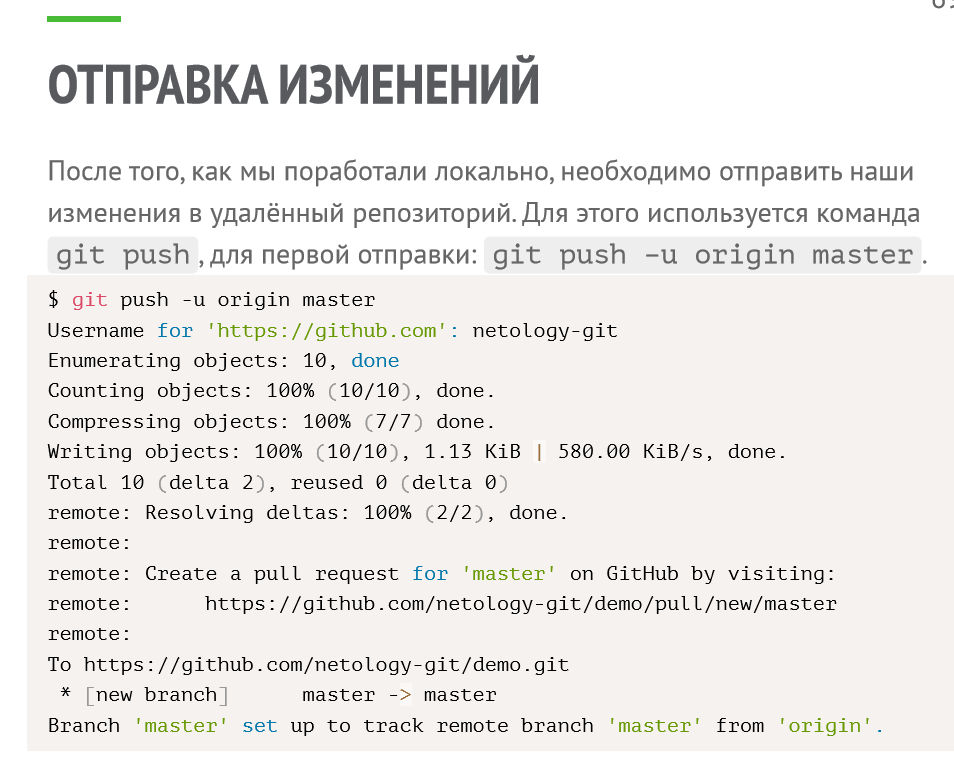 ОТПРАВКА ИЗМЕНЕНИЙ
После того, как мы поработали локально, необходимо отправить наши
изменения в удалённый репозиторий. Для этого используется команда
git push, для первой отправки: git push –u origin master.
$ git push -u origin master
Username for 'https://github.com': netology-git
Enumerating objects: 10, done
Counting objects: 100% (10/10), done.
Compressing objects: 100% (7/7) done.
Writing objects: 100% (10/10), 1.13 KiB | 580.00 KiB/s, done.
Total 10 (delta 2), reused 0 (delta 0)
remote: Resolving deltas: 100% (2/2), done.
remote:
remote: Create a pull request for 'master' on GitHub by visiting:
remote:      https://github.com/netology-git/demo/pull/new/master
remote:
To https://github.com/netology-git/demo.git
 * [new branch]      master -> master
Branch 'master' set up to track remote branch 'master' from 'origin'.